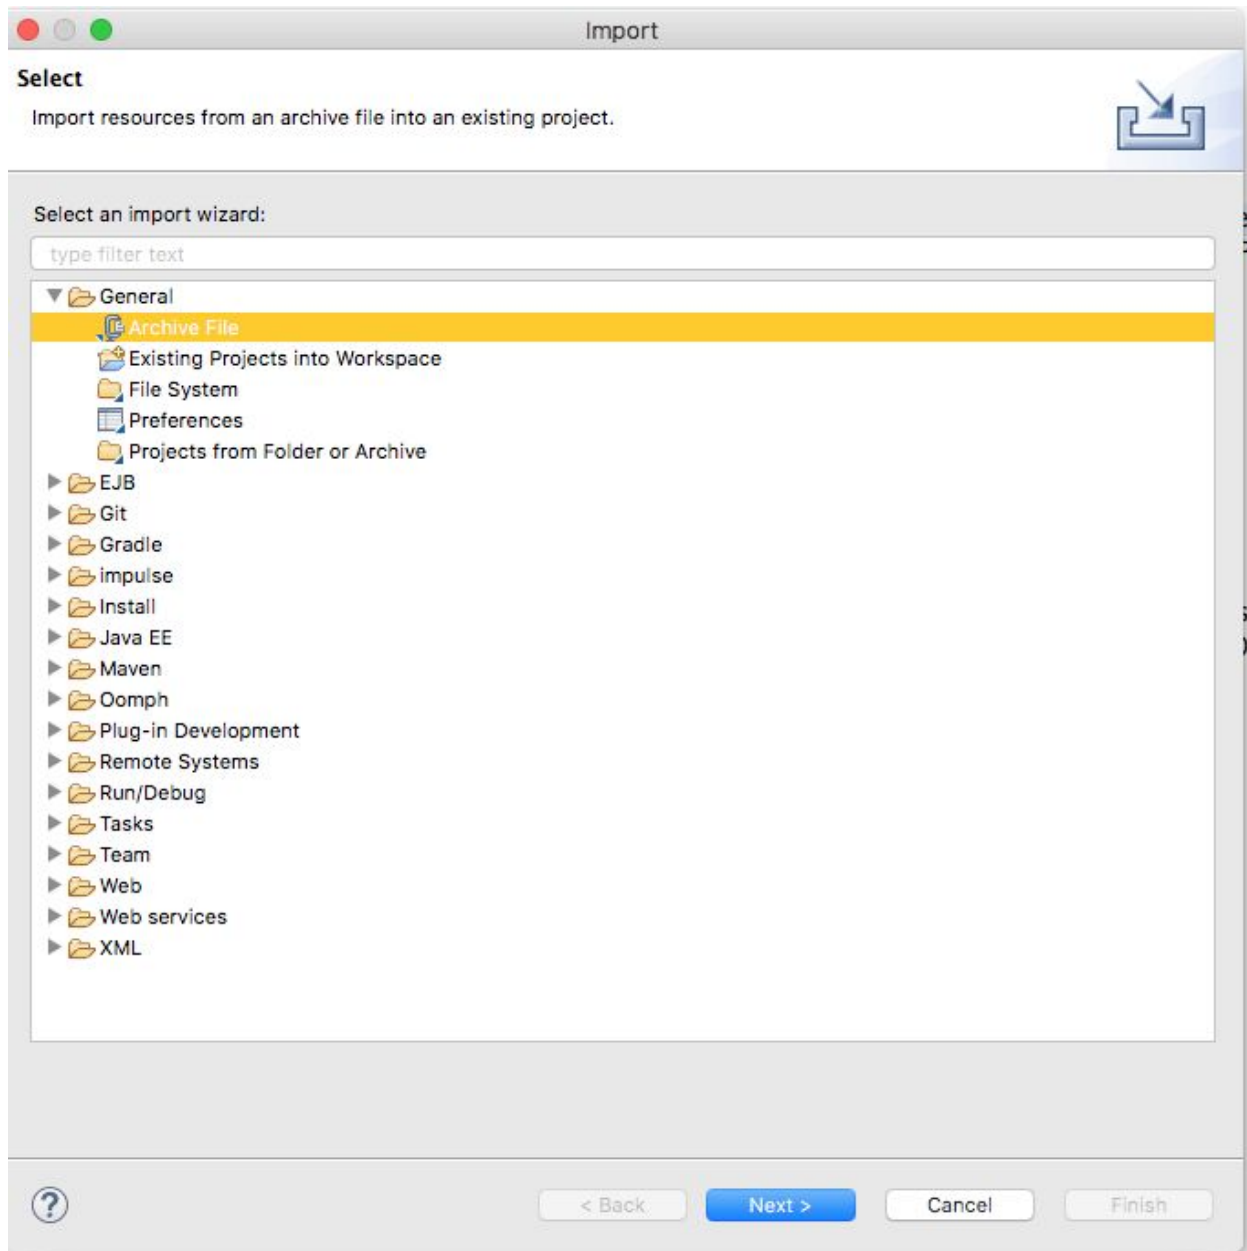 Import
Select
Import resources from an archive file into an existing project.
Select an import wizard:
type filter text
General
Archive File
Existing Projects into Workspace
File System
Preferences
Projects from Folder or Archive
EJB
Git
Gradle
impulse
Install
Java EE
Maven
Oomph
Plug-in Development
Remote Systems
Run/Debug
Tasks
Team
Web
Web services
XML
? < Back Next > Cancel Finish